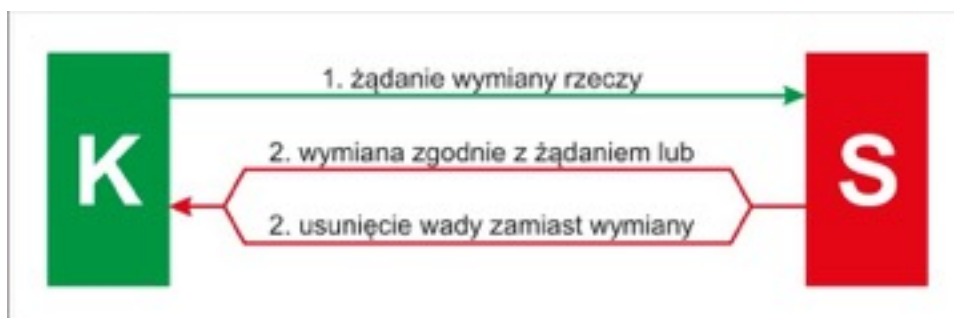 1. żądanie wymiany rzeczy
K
2. wymiana zgodnie z żądaniem lub
S
2. usunięcie wady zamiast wymiany